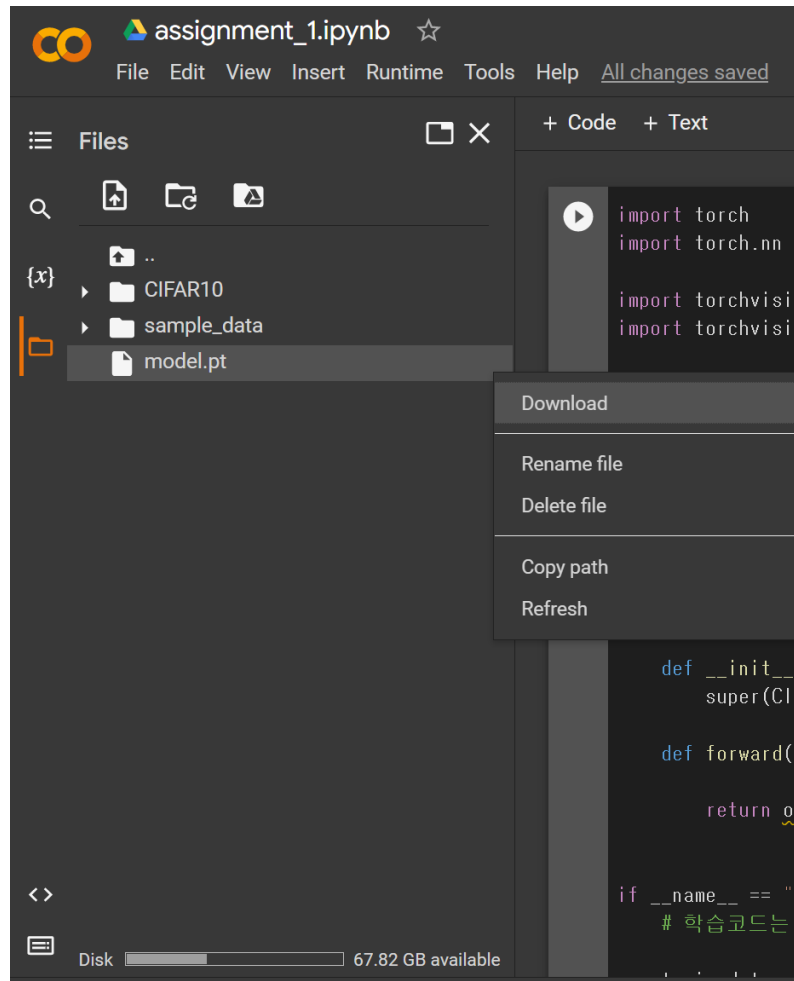 assignment_1.ipynb
File Edit View Insert Runtime Tools Help All changes saved
Files
+ Code + Text
{x}
..
CIFAR10
sample_data
model.pt
import torch
import torch.nn
import torchvisi
import torchvisi
Download
Rename file
Delete file
Copy path
Refresh
def __init__
super(Cl
def forward(
return o
if __name__ == "
# 학습코드는
Disk 67.82 GB available